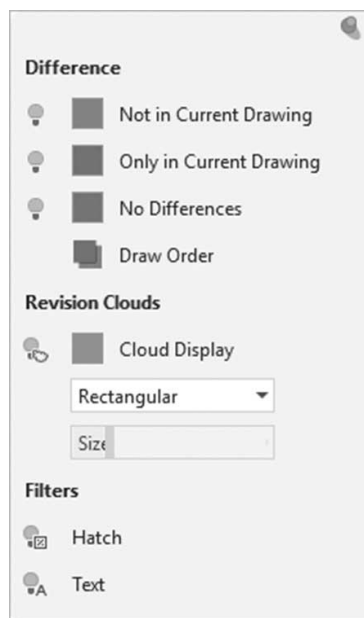 Difference
Not in Current Drawing
Only in Current Drawing
No Differences
Draw Order
Revision Clouds
Cloud Display
Rectangular
Size
Filters
Hatch
A Text